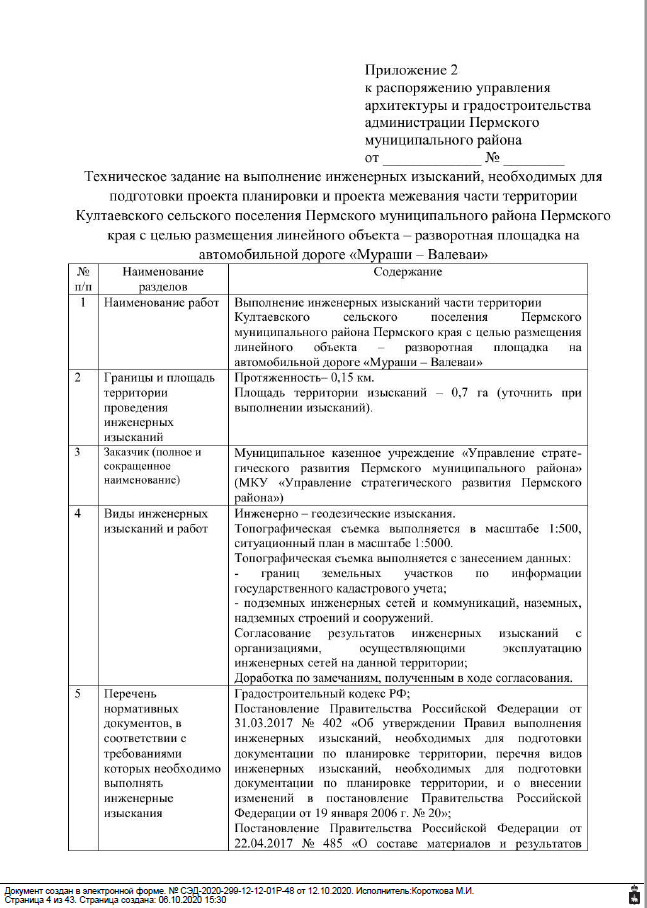 Приложение 2
к распоряжению управления
архитектуры и градостроительства
администрации Пермского
муниципального района
от _____________ № ________
Техническое задание на выполнение инженерных изысканий, необходимых для
подготовки проекта планировки и проекта межевания части территории
Култаевского сельского поселения Пермского муниципального района Пермского
края с целью размещения линейного объекта – разворотная площадка на
автомобильной дороге «Мураши – Валеваи»
№
п/п
Наименование
разделов
Содержание
1
Наименование работ
Выполнение инженерных изысканий части территории
Култаевского сельского поселения Пермского
муниципального района Пермского края с целью размещения
линейного объекта – разворотная площадка на
автомобильной дороге «Мураши – Валеваи»
2
Границы и площадь
территории
проведения
инженерных
изысканий
Протяженность– 0,15 км.
Площадь территории изысканий – 0,7 га (уточнить при
выполнении изысканий).
3
Заказчик (полное и
сокращенное
наименование)
Муниципальное казенное учреждение «Управление страте-
гического развития Пермского муниципального района»
(МКУ «Управление стратегического развития Пермского
района»)
4
Виды инженерных
изысканий и работ
Инженерно – геодезические изыскания.
Топографическая съемка выполняется в масштабе 1:500,
ситуационный план в масштабе 1:5000.
Топографическая съемка выполняется с занесением данных:
- границ земельных участков по информации
государственного кадастрового учета;
- подземных инженерных сетей и коммуникаций, наземных,
надземных строений и сооружений.
Согласование результатов инженерных изысканий с
организациями, осуществляющими эксплуатацию
инженерных сетей на данной территории;
Доработка по замечаниям, полученным в ходе согласования.
5
Перечень
нормативных
документов, в
соответствии с
требованиями
которых необходимо
выполнять
инженерные
изыскания
Градостроительный кодекс РФ;
Постановление Правительства Российской Федерации от
31.03.2017 № 402 «Об утверждении Правил выполнения
инженерных изысканий, необходимых для подготовки
документации по планировке территории, перечня видов
инженерных изысканий, необходимых для подготовки
документации по планировке территории, и о внесении
изменений в постановление Правительства Российской
Федерации от 19 января 2006 г. № 20»;
Постановление Правительства Российской Федерации от
22.04.2017 № 485 «О составе материалов и результатов
Документ создан в электронной форме. № СЭД-2020-299-12-12-01Р-48 от 12.10.2020. Исполнитель:Короткова М.И.
Страница 4 из 43. Страница создана: 06.10.2020 15:30